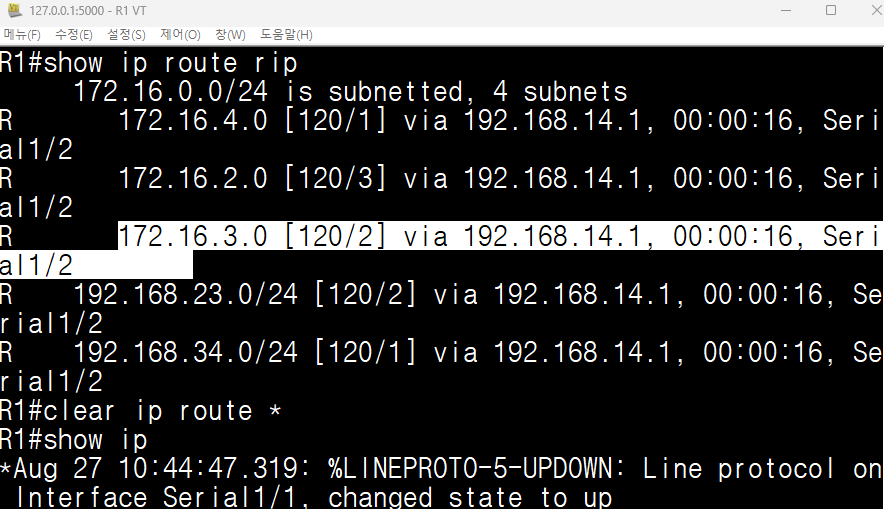 127.0.0.1:5000 - R1 VT
메뉴(F) 수정(E) 설정(S) 제어(O) 창(W) 도움말(H)
R1#show ip route rip
172.16.0.0/24 is subnetted, 4 subnets
R 172.16.4.0 [120/1] via 192.168.14.1, 00:00:16, Seri
al1/2
R 172.16.2.0 [120/3] via 192.168.14.1, 00:00:16, Seri
al1/2
R 172.16.3.0 [120/2] via 192.168.14.1, 00:00:16, Seri
al1/2
R 192.168.23.0/24 [120/2] via 192.168.14.1, 00:00:16, Se
rial1/2
R 192.168.34.0/24 [120/1] via 192.168.14.1, 00:00:16, Se
rial1/2
R1#clear ip route *
R1#show ip
*Aug 27 10:44:47.319: %LINEPROTO-5-UPDOWN: Line protocol on
Interface Serial1/1, changed state to up